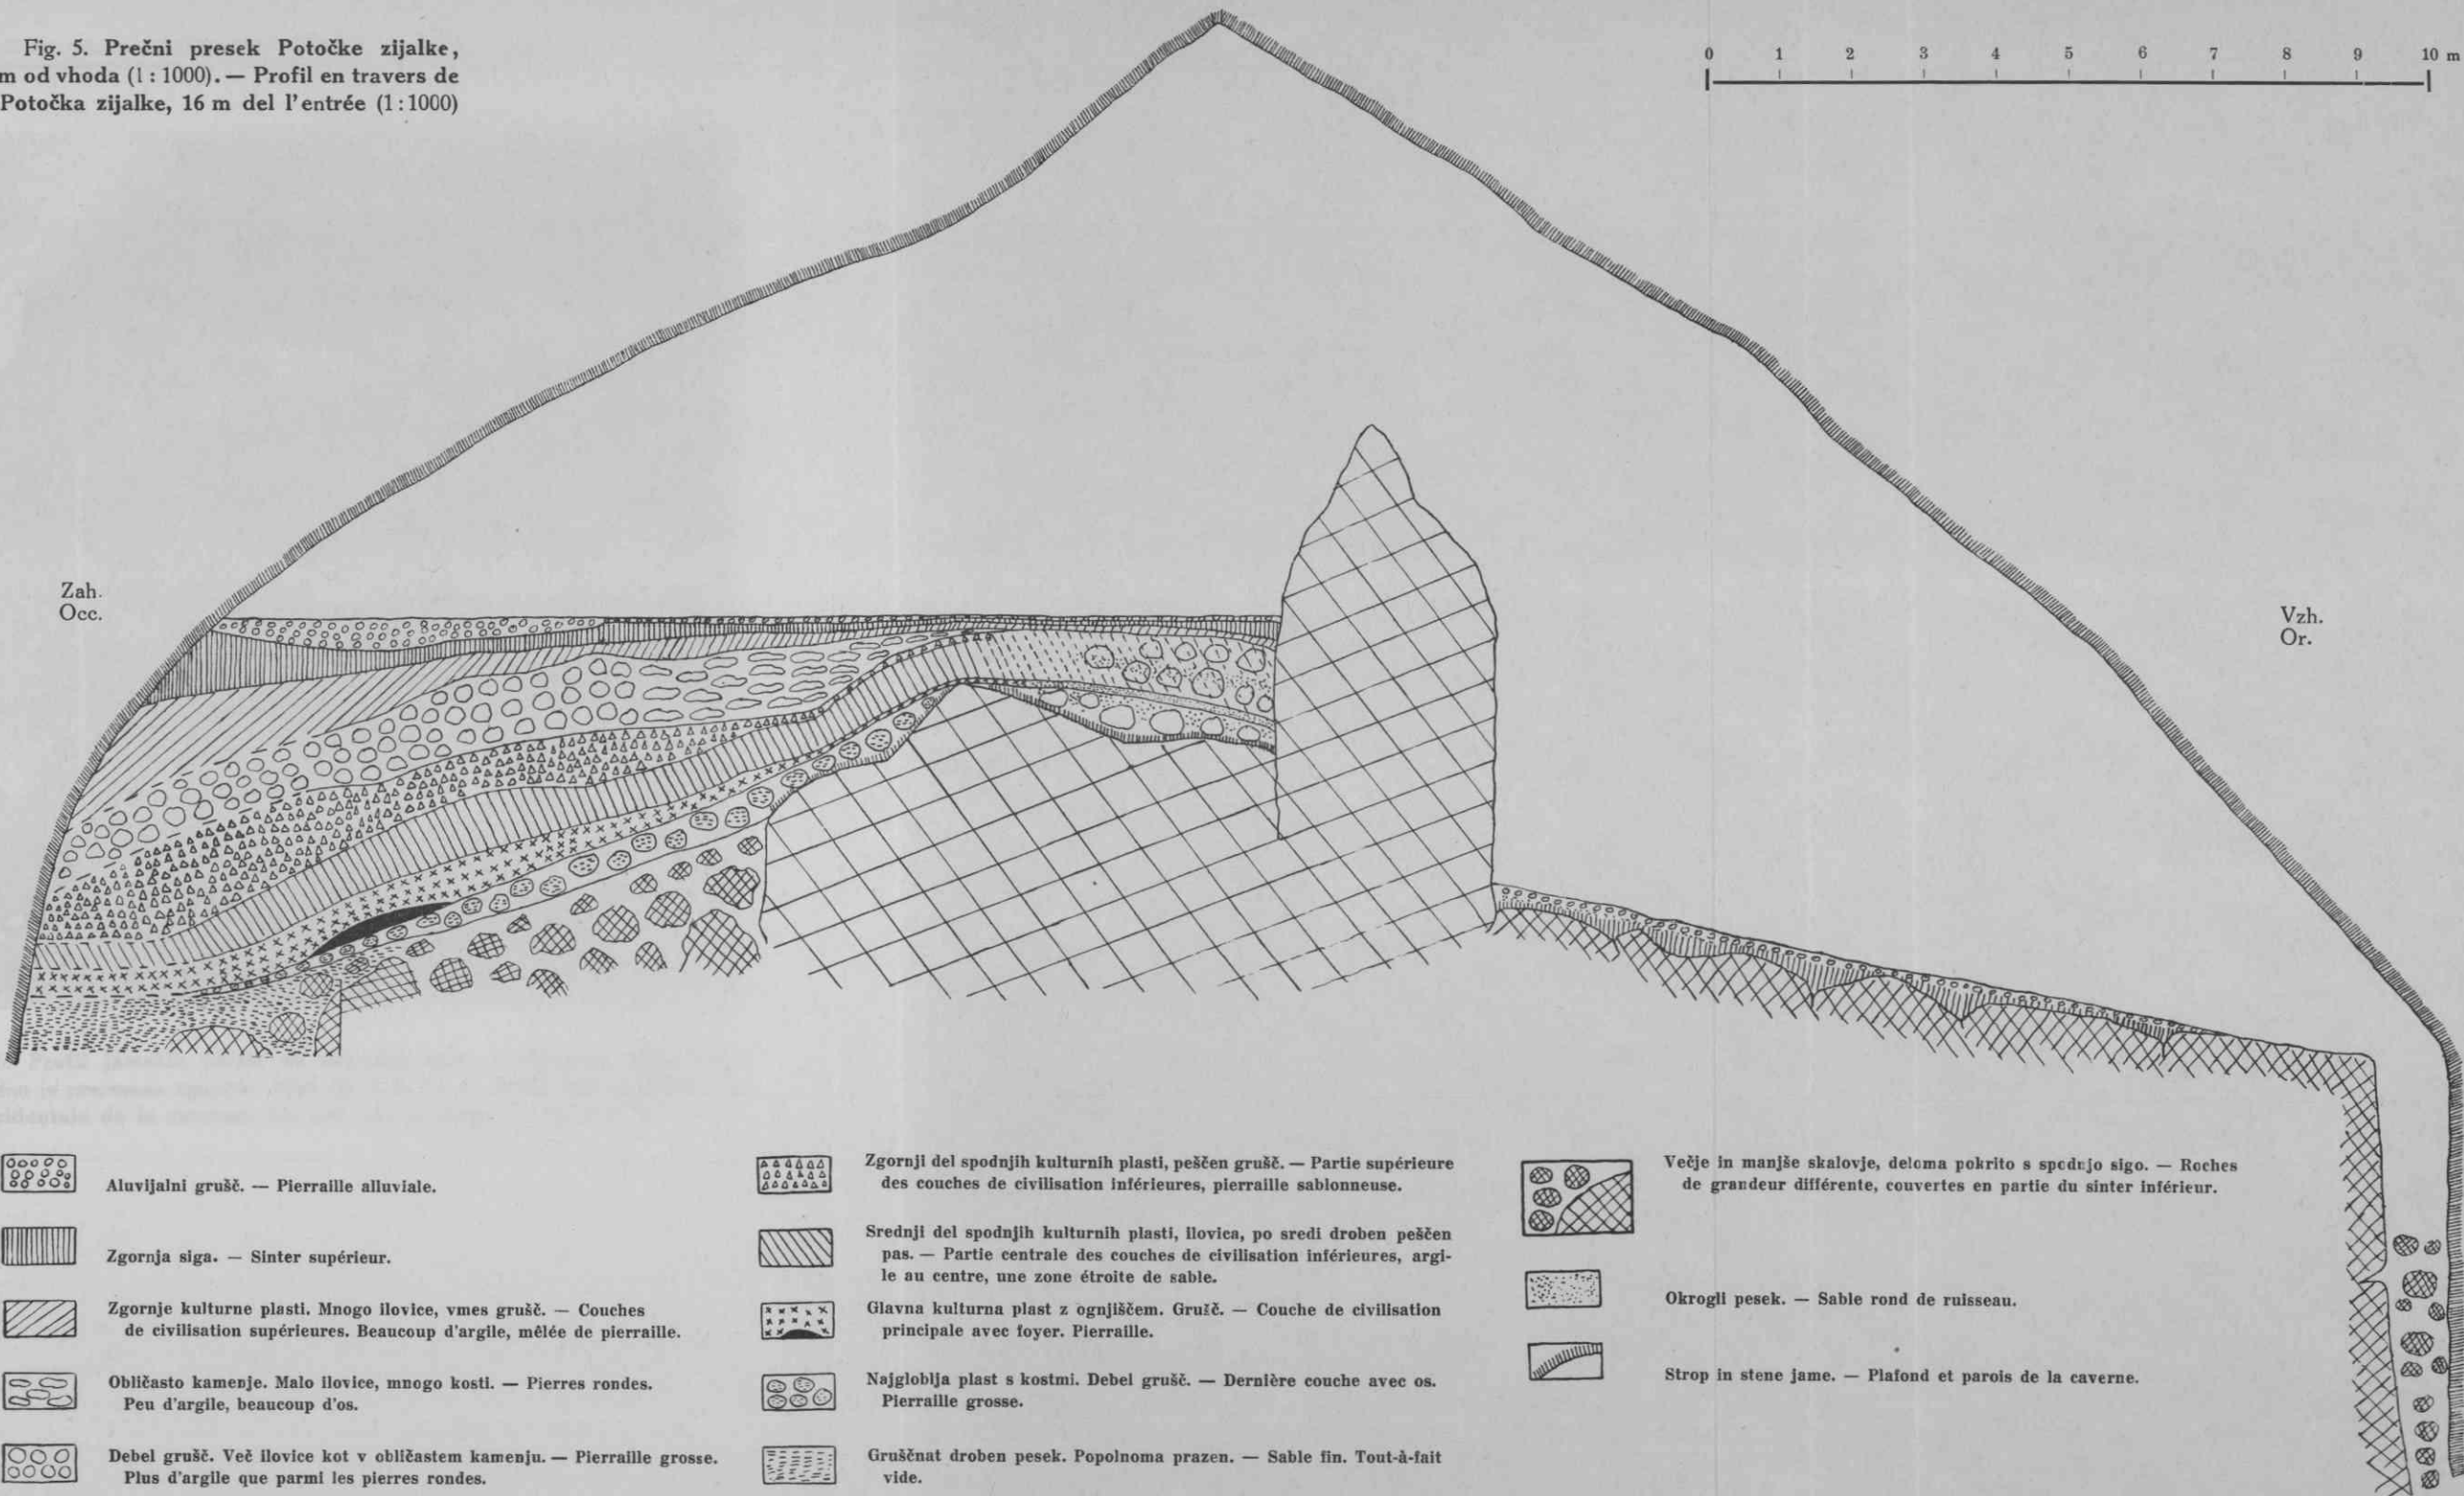 Fig. 5. Prečni presek Potočke zijalke,
m od vhoda (1 : 1000). — Profil en travers de
Potočka zijalke, 16 m del l'entrée (1 : 1000)
0 1 2 3 4 5 6 7 8 9 10 m
Zah.
Occ.
Vzh.
Or.
Aluvijalni grušč. — Pierraille alluviale.
Zgornja siga. — Sinter supérieur.
Zgornje kulturne plasti. Mnogo ilovice, vmes grušč. — Couches
de civilisation supérieures. Beaucoup d'argile, mêlée de pierraille.
Obličasto kamenje. Malo ilovice, mnogo kosti. — Pierres rondes.
Peu d'argile, beaucoup d'os.
Debel grušč. Več ilovice kot v obličastem kamenju. — Pierraille grosse.
Plus d'argile que parmi les pierres rondes.
Zgornji del spodnjih kulturnih plasti, peščen grušč. — Partie supérieure
des couches de civilisation inférieures, pierraille sablonneuse.
Srednji del spodnjih kulturnih plasti, ilovica, po sredi droben peščen
pas. — Partie centrale des couches de civilisation inférieures, argi-
le au centre, une zone étroite de sable.
Glavna kulturna plast z ognjiščem. Grušč. — Couche de civilisation
principale avec foyer. Pierraille.
Najgloblja plast s kostmi. Debel grušč. — Dernière couche avec os.
Pierraille grosse.
Gruščnat droben pesek. Popolnoma prazen. — Sable fin. Tout-à-fait
vide.
Večje in manjše skalovje, deloma pokrito s spodnjo sigo. — Roches
de grandeur différente, couvertes en partie du sinter inférieur.
Okrogli pesek. — Sable rond de ruisseau.
Strop in stene jame. — Plafond et parois de la caverne.